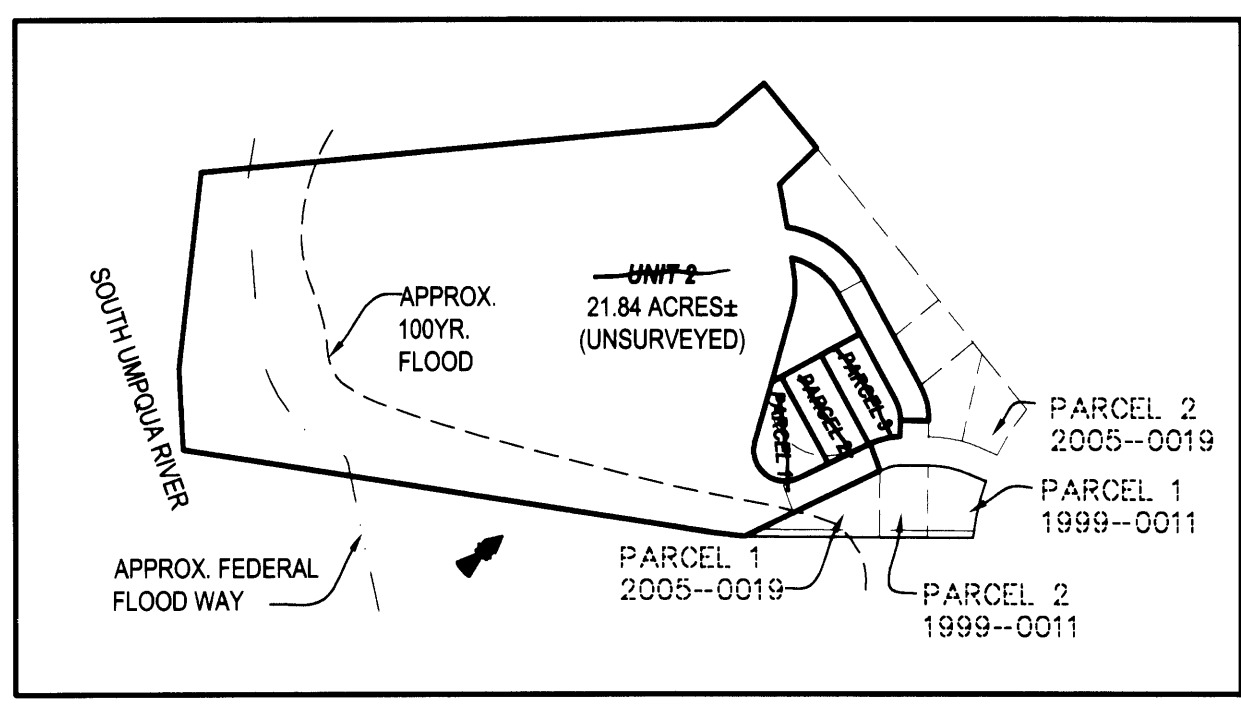 UNIT 2
21.84 ACRES±
(UNSURVEYED)
APPROX.
100YR.
FLOOD
SOUTH UMPQUA RIVER
PARCEL 3
PARCEL 2
PARCEL 1
PARCEL 2
2005--0019
PARCEL 1
1999--0011
PARCEL 1
2005--0019
PARCEL 2
1999--0011
APPROX. FEDERAL
FLOOD WAY